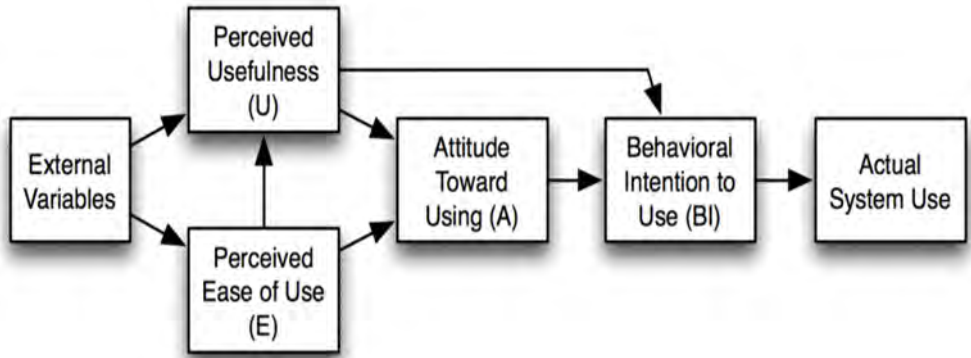 Perceived
Usefulness
(U)
External
Variables
Perceived
Ease of Use
(E)
Attitude
Toward
Using (A)
Behavioral
Intention to
Use (BI)
Actual
System Use